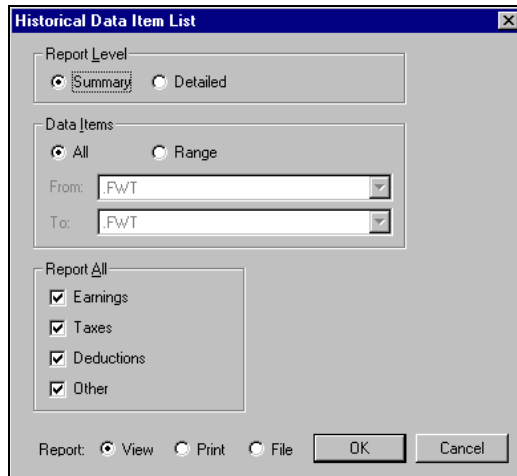 Historical Data Item List
Report Level
Summary Detailed
Data Items
All Range
From: .FWT
To: .FWT
Report All
Earnings
Taxes
Deductions
Other
Report: View Print File OK Cancel